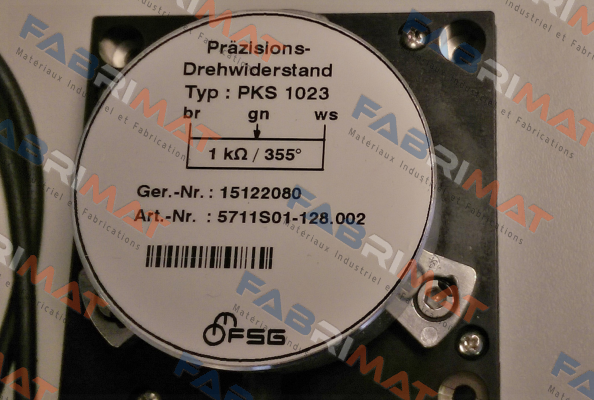 Präzisions-
Drehwiderstand
Typ : PKS 1023
br gn ws
1 kΩ / 355°
Ger.-Nr. : 15122080
Art.-Nr. : 5711S01-128.002
FSG
FABRIMAT
Materiaux Industriel et Fabrications